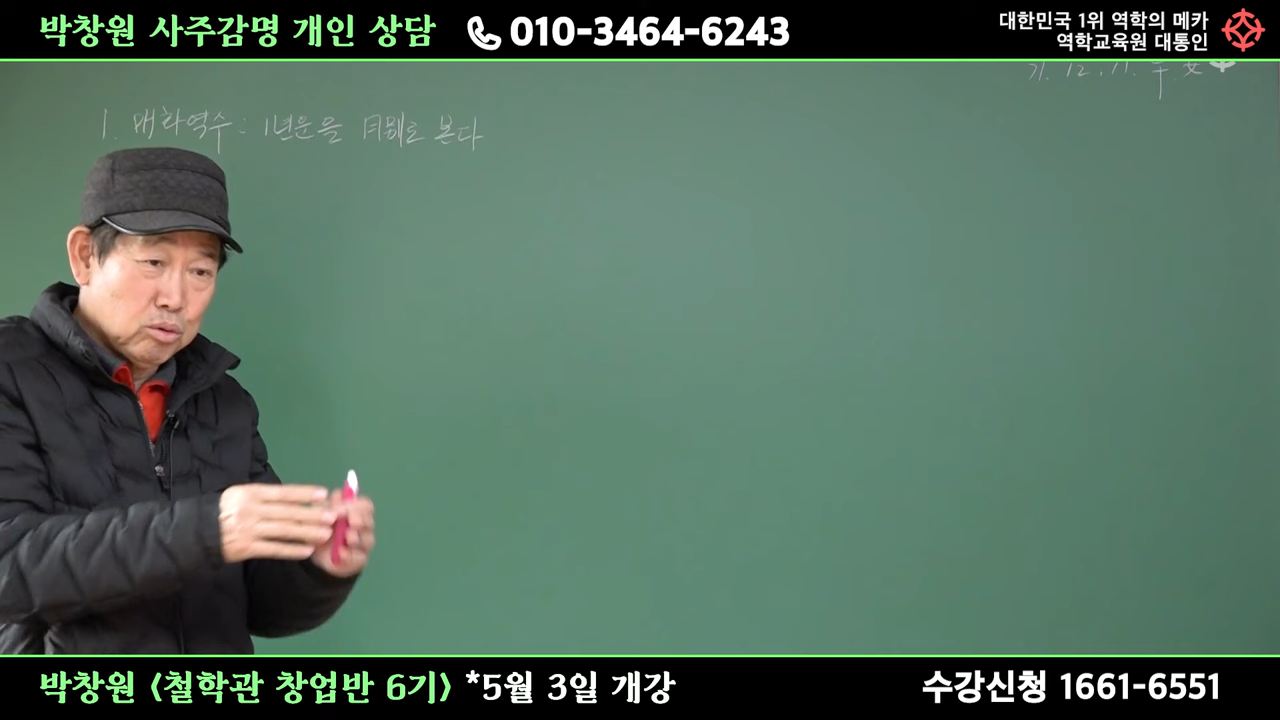 박창원 사주감명 개인 상담 010-3464-6243
대한민국 1위 역학의 메카
역학교육원 대통인
1. 매화역수 : 1년운을 月別로 본다
박창원 <철학관 창업반 6기> *5월 3일 개강
수강신청 1661-6551